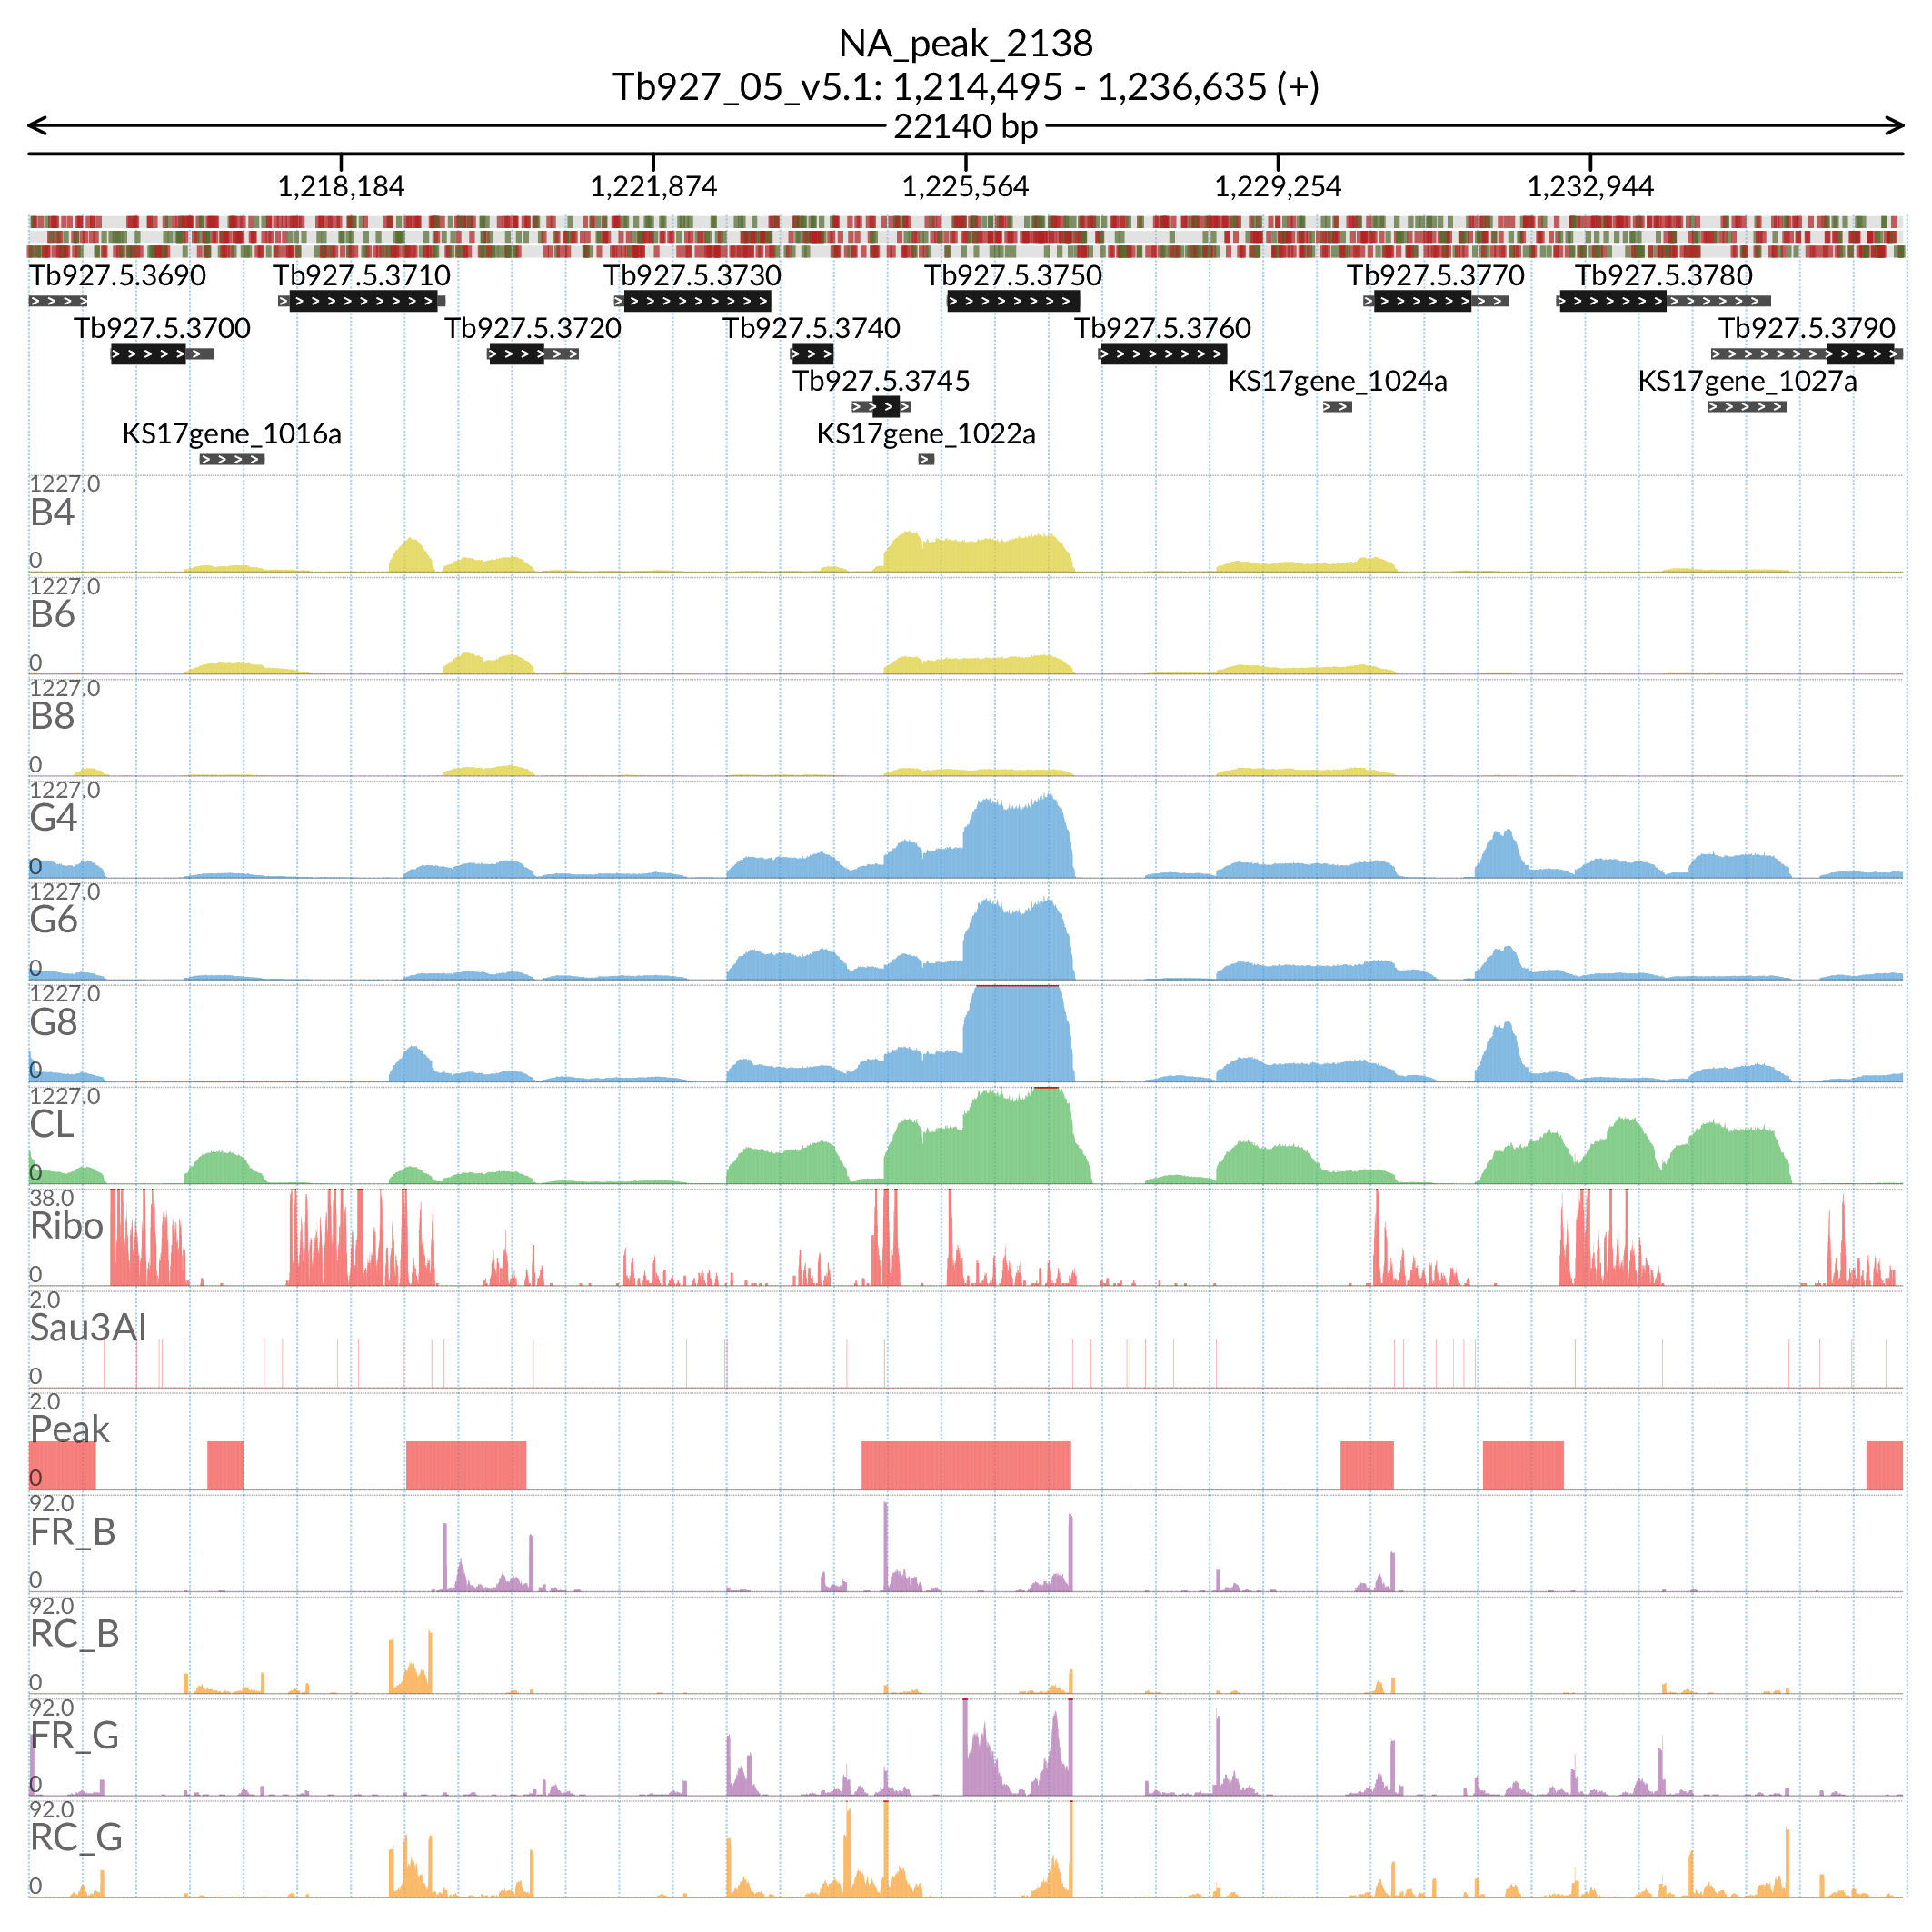 NA_peak_2138
Tb927_05_v5.1: 1,214,495 - 1,236,635 (+)
22140 bp
1,218,184 1,221,874 1,225,564 1,229,254 1,232,944
Tb927.5.3690 Tb927.5.3710 Tb927.5.3730 Tb927.5.3750 Tb927.5.3770 Tb927.5.3780
Tb927.5.3700 Tb927.5.3720 Tb927.5.3740 Tb927.5.3760 Tb927.5.3790
Tb927.5.3745 KS17gene_1024a KS17gene_1027a
KS17gene_1016a KS17gene_1022a
1227.0
B4
0
1227.0
B6
0
1227.0
B8
0
1227.0
G4
0
1227.0
G6
0
1227.0
G8
0
1227.0
CL
0
38.0
Ribo
0
2.0
Sau3AI
0
2.0
Peak
0
92.0
FR_B
0
92.0
RC_B
0
92.0
FR_G
0
92.0
RC_G
0